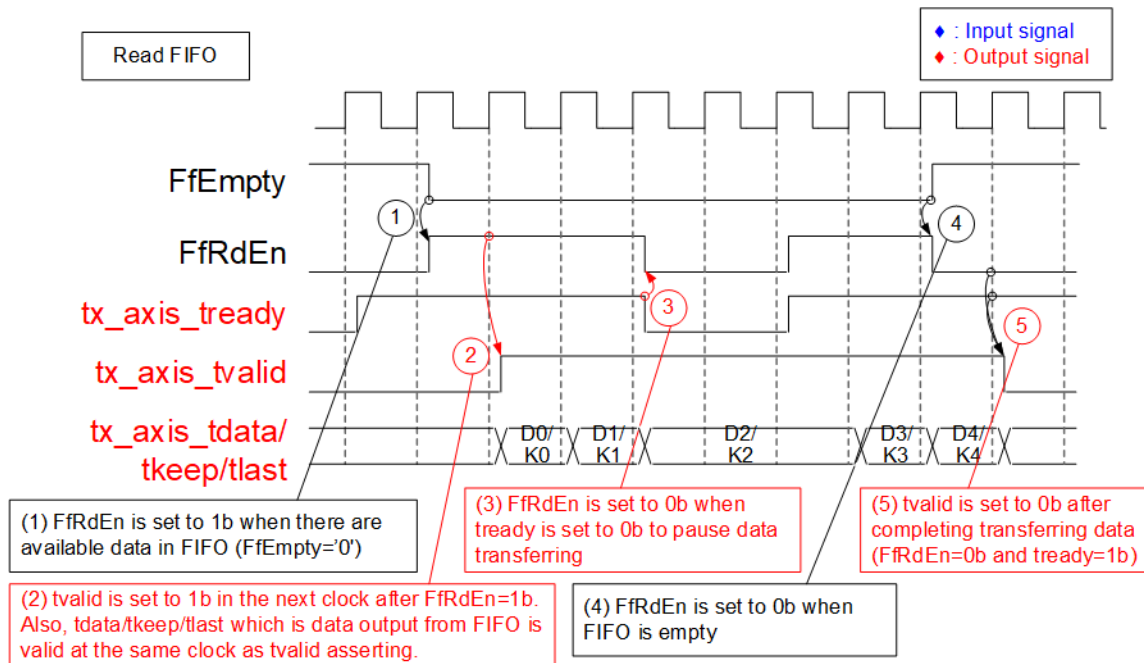 Read FIFO
♦ : Input signal
♦ : Output signal
FfEmpty
1
4
FfRdEn
3
tx_axis_tready
5
2
tx_axis_tvalid
tx_axis_tdata/
tkeep/tlast
D0/
K0
D1/
K1
D2/
K2
D3/
K3
D4/
K4
(1) FfRdEn is set to 1b when there are
available data in FIFO (FfEmpty='0')
(3) FfRdEn is set to 0b when
tready is set to 0b to pause data
transferring
(5) tvalid is set to 0b after
completing transferring data
(FfRdEn=0b and tready=1b)
(2) tvalid is set to 1b in the next clock after FfRdEn=1b.
Also, tdata/tkeep/tlast which is data output from FIFO is
valid at the same clock as tvalid asserting.
(4) FfRdEn is set to 0b when
FIFO is empty